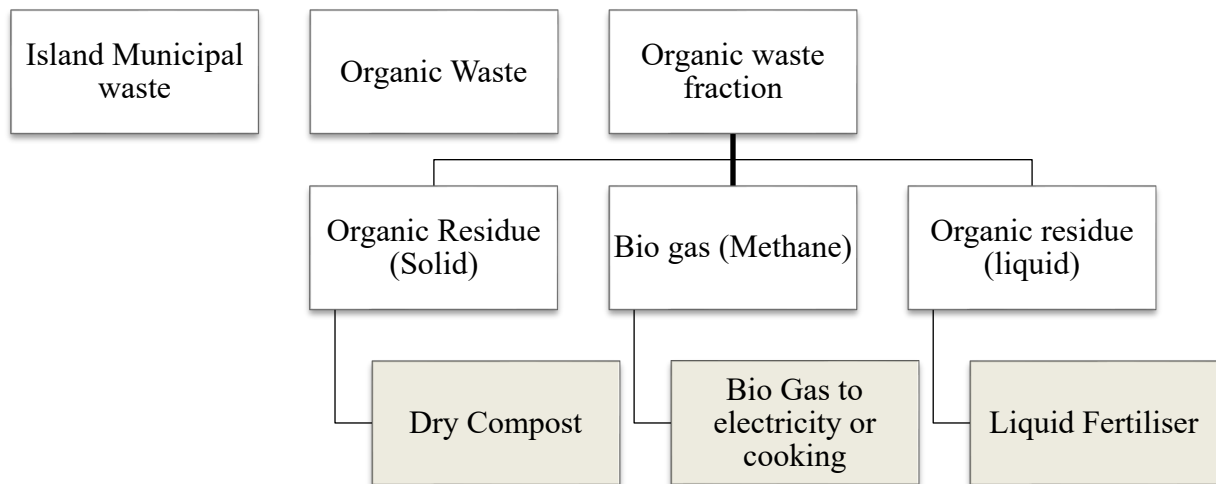 Island Municipal
waste
Organic Waste
Organic waste
fraction
Organic Residue
(Solid)
Bio gas (Methane)
Organic residue
(liquid)
Dry Compost
Bio Gas to
electricity or
cooking
Liquid Fertiliser